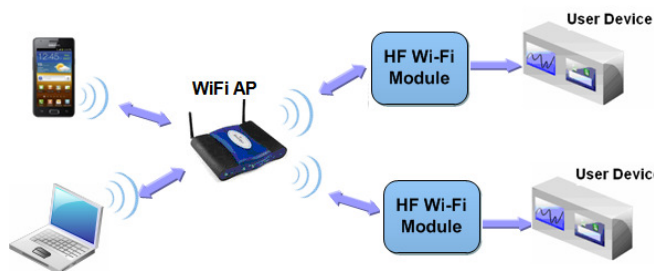 User Device
HF Wi-Fi
Module
WiFi AP
User Device
HF Wi-Fi
Module